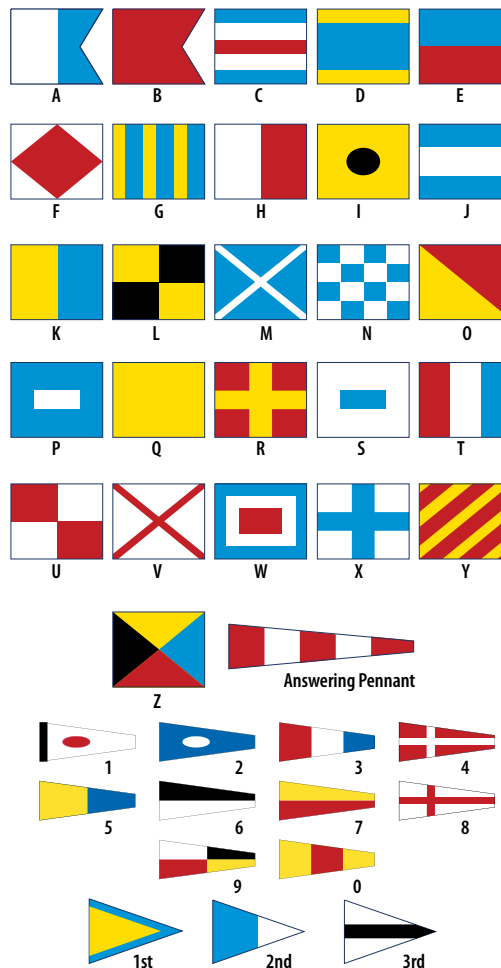 A B C D E
F G H I J
K L M N O
P Q R S T
U V W X Y
Z Answering Pennant
1 2 3 4
5 6 7 8
9 0
1st 2nd 3rd